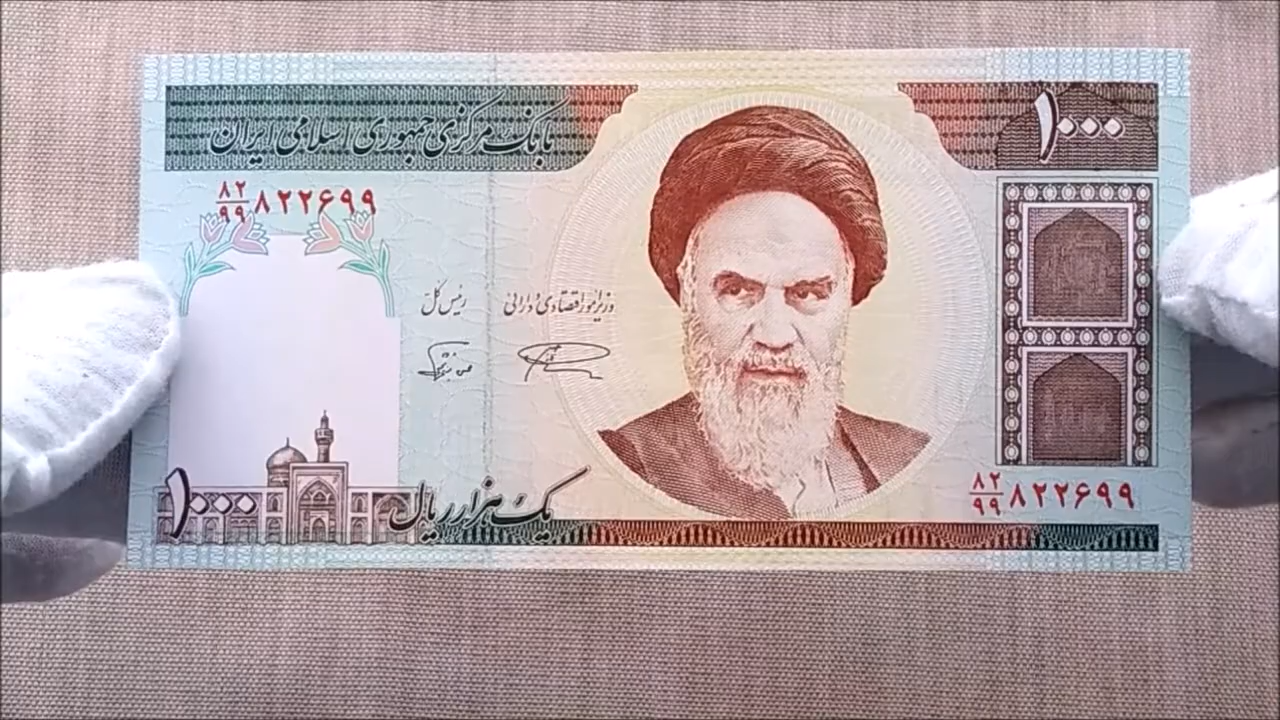 بانک مرکزی جمهوری اسلامی ایران
۱۰۰۰
۸۲/۹۹ ۸۲۲۶۹۹
وزیر امور اقتصادی و دارائی
رئیس کل
۸۲/۹۹ ۸۲۲۶۹۹
یک هزار ریال
۱۰۰۰